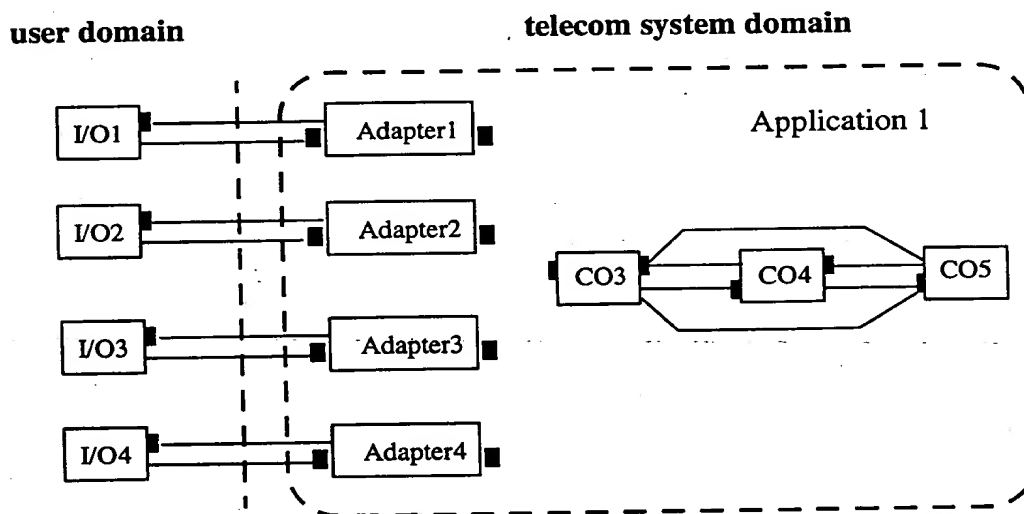 user domain
telecom system domain
I/O1
Adapter1
Application 1
I/O2
Adapter2
CO3
CO4
CO5
I/O3
Adapter3
I/O4
Adapter4